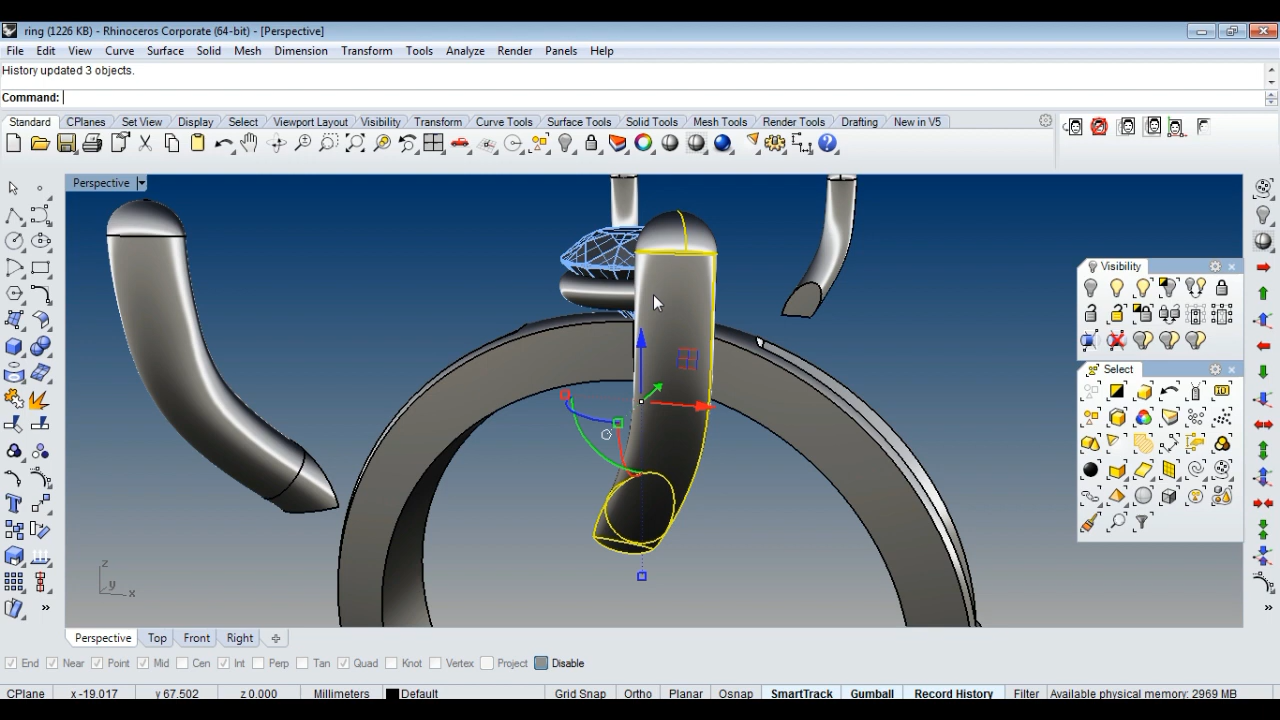 ring (1226 KB) - Rhinoceros Corporate (64-bit) - [Perspective]
File Edit View Curve Surface Solid Mesh Dimension Transform Tools Analyze Render Panels Help
History updated 3 objects.
Command:
Standard CPlanes Set View Display Select Viewport Layout Visibility Transform Curve Tools Surface Tools Solid Tools Mesh Tools Render Tools Drafting New in V5
Perspective
Visibility
Select
z
y
x
Perspective Top Front Right
End Near Point Mid Cen Int Perp Tan Quad Knot Vertex Project Disable
CPlane x -19.017 y 67.502 z 0.000 Millimeters Default Grid Snap Ortho Planar Osnap SmartTrack Gumball Record History Filter Available physical memory: 2969 MB